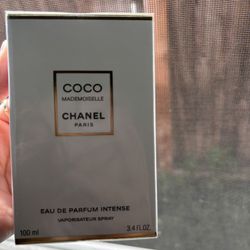 COCO
MADEMOISELLE
CHANEL
PARIS
EAU DE PARFUM INTENSE
VAPORISATEUR SPRAY
100 ml 3.4 FL.OZ.